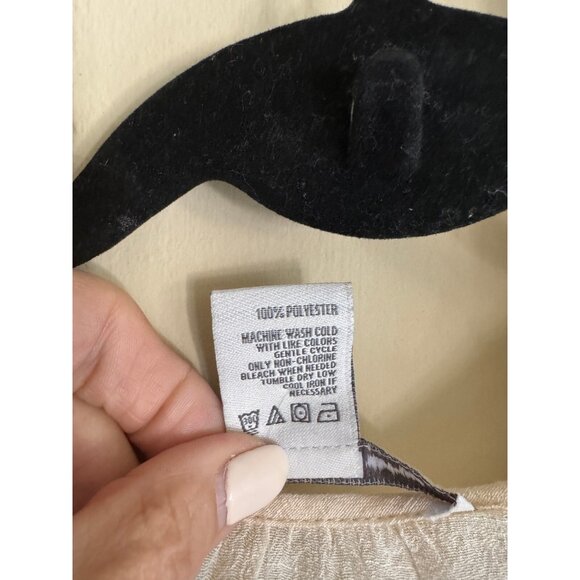 100% POLYESTER
MACHINE WASH COLD
WITH LIKE COLORS
GENTLE CYCLE
ONLY NON-CHLORINE
BLEACH WHEN NEEDED
TUMBLE DRY LOW
COOL IRON IF
NECESSARY